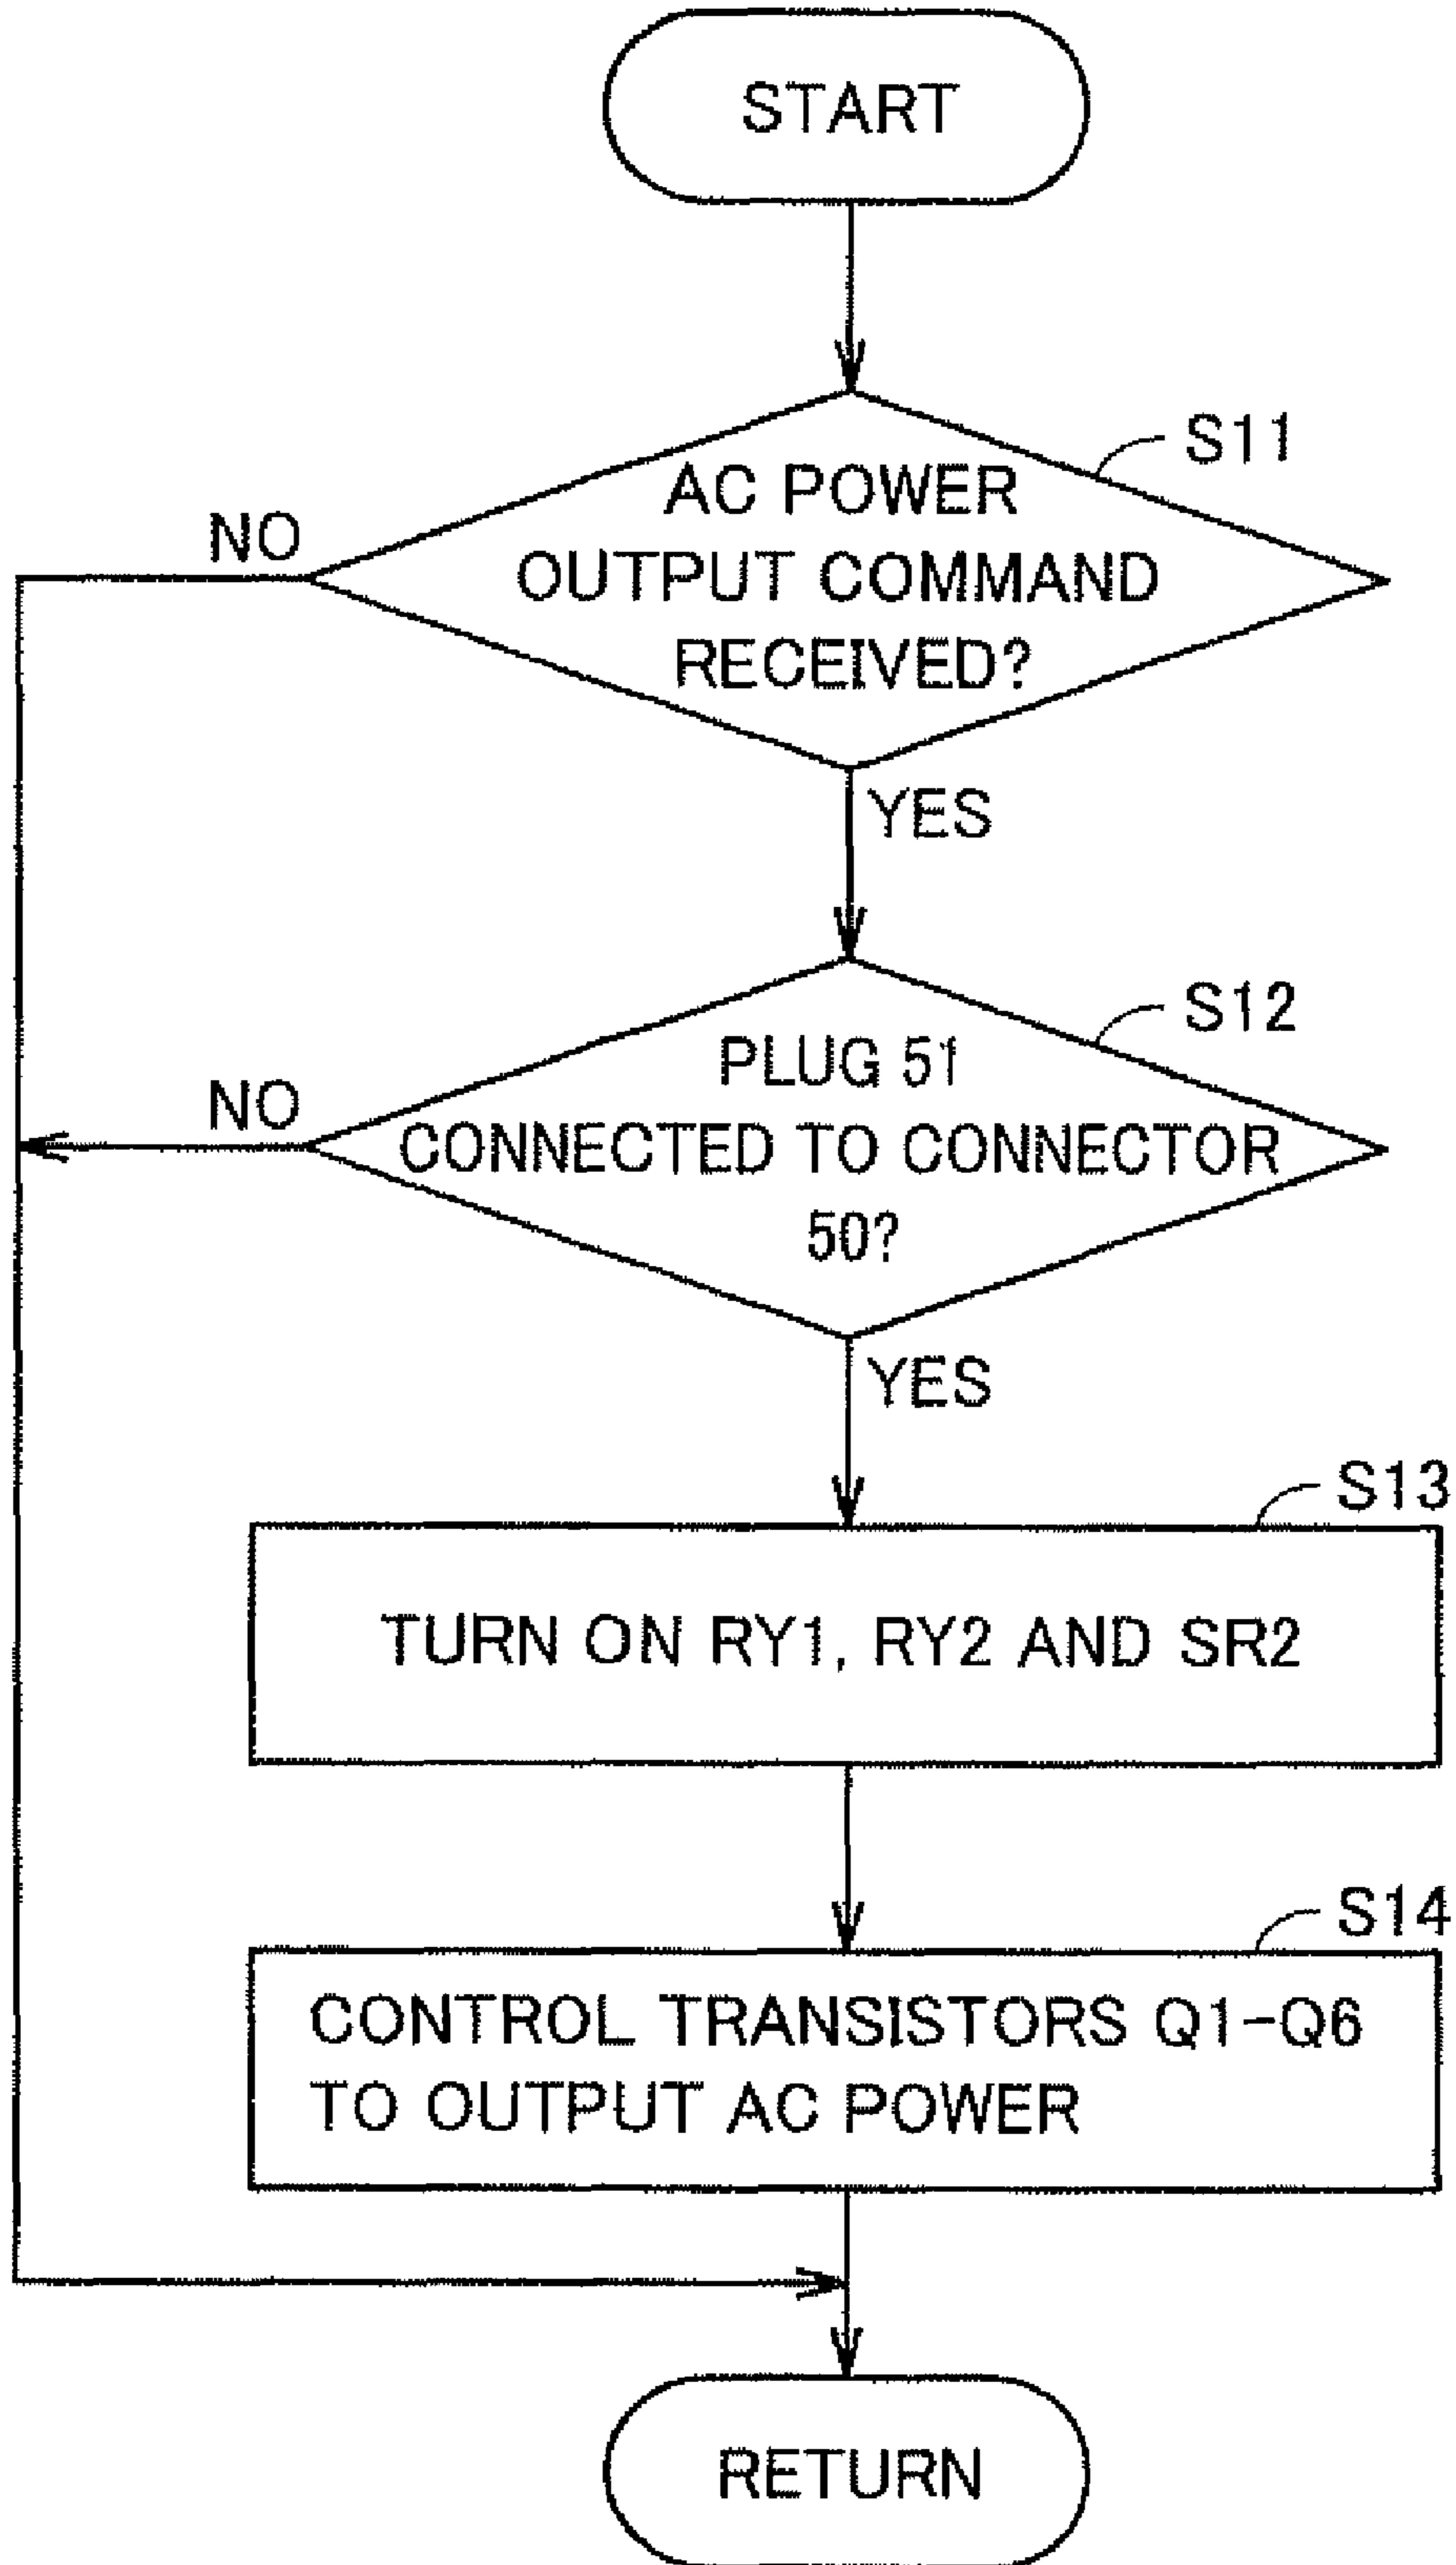 START
S11
AC POWER
OUTPUT COMMAND
RECEIVED?
NO
YES
S12
PLUG 51
CONNECTED TO CONNECTOR
50?
NO
YES
S13
TURN ON RY1, RY2 AND SR2
S14
CONTROL TRANSISTORS Q1-Q6
TO OUTPUT AC POWER
RETURN